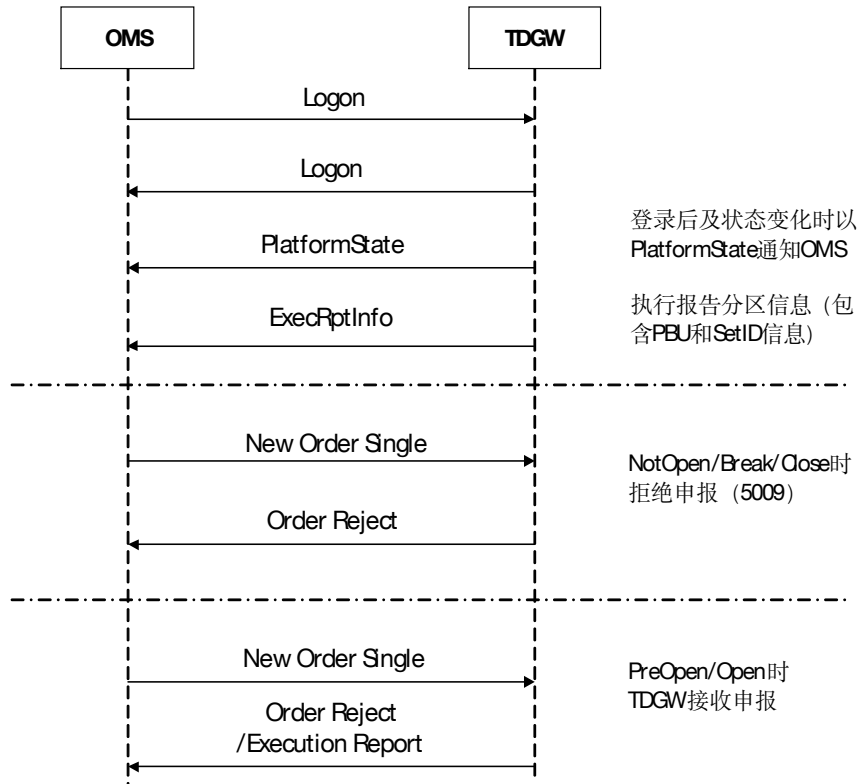 OMS
TDGW
Logon
Logon
PlatformState
登录后及状态变化时以
PlatformState通知OMS
ExecRptInfo
执行报告分区信息（包
含PBU和SetID信息）
New Order Single
NotOpen/Break/Close时
拒绝申报（5009）
Order Reject
New Order Single
PreOpen/Open时
TDGW接收申报
Order Reject
/Execution Report